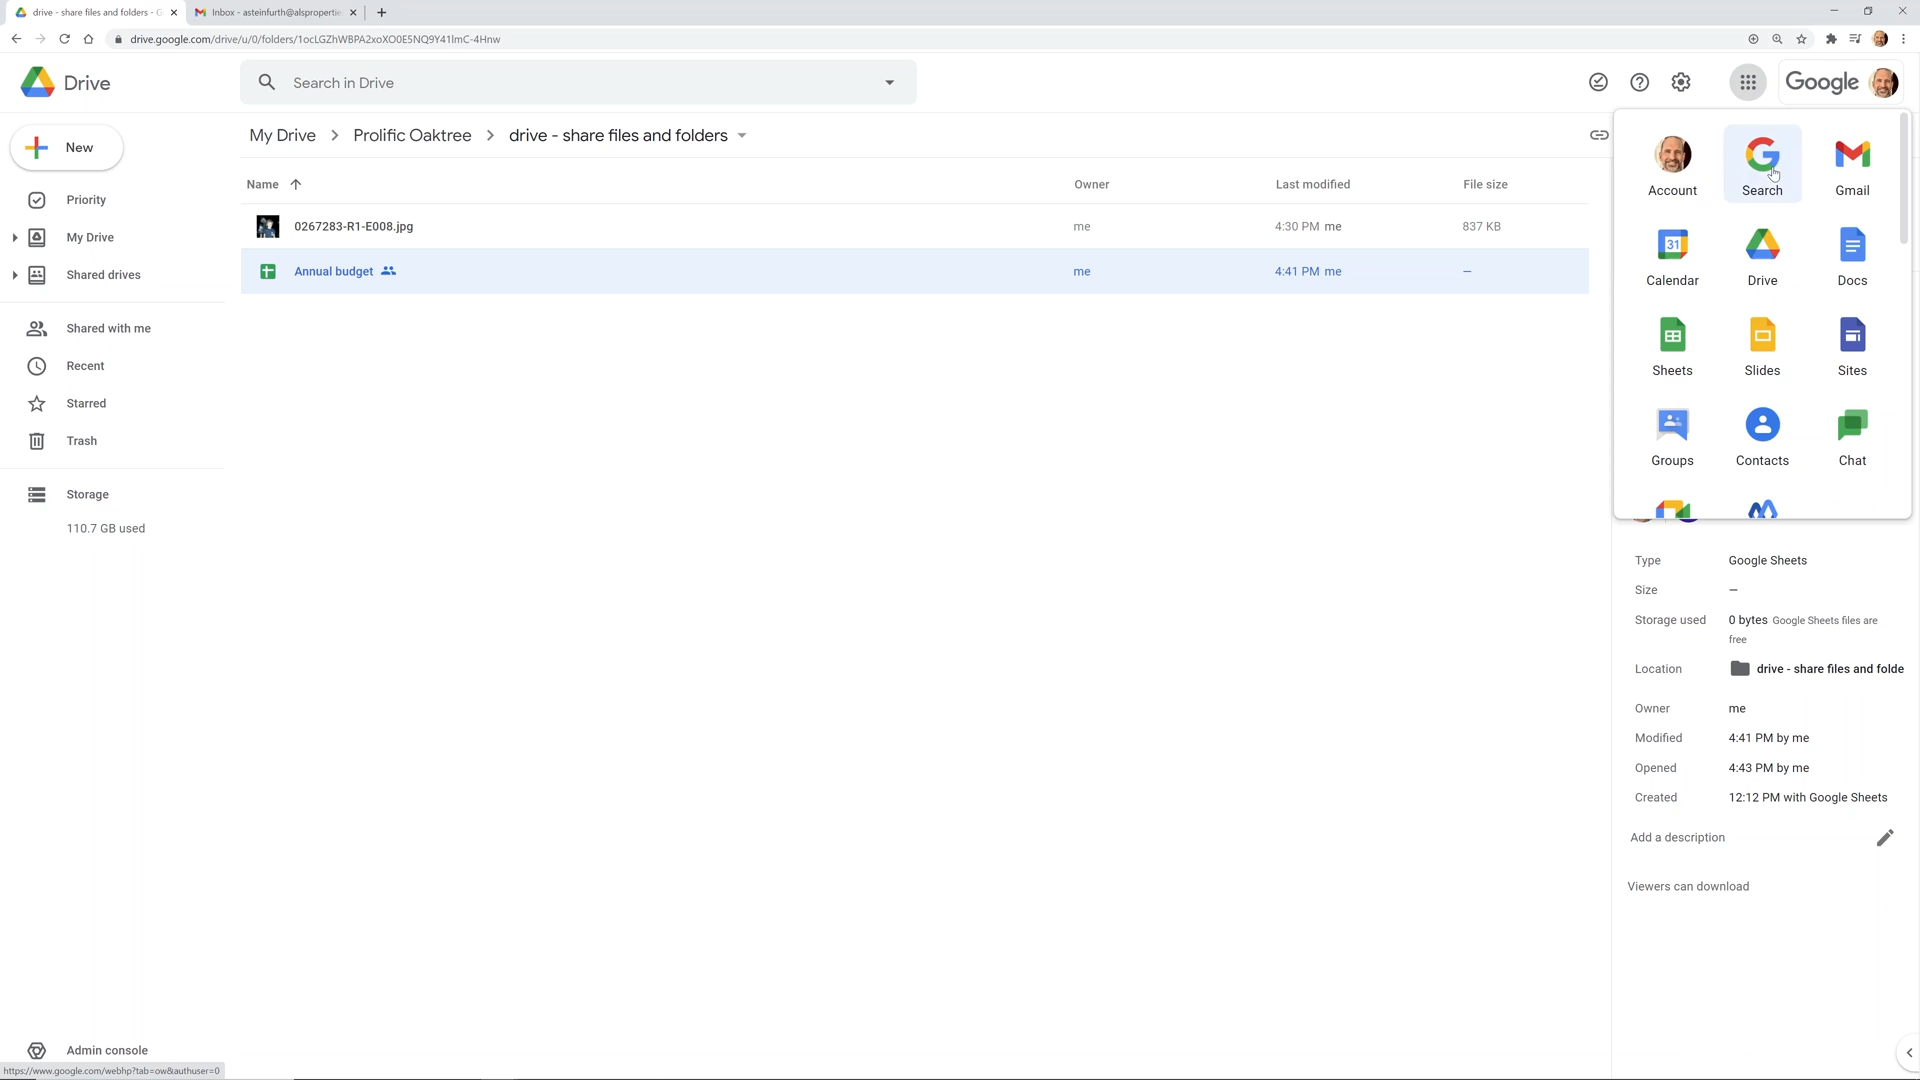 drive - share files and folders - G
Inbox - asteinfurth@alspropertie
drive.google.com/drive/u/0/folders/1ocLGZhWBPA2xoXO0E5NQ9Y41lmC-4Hnw
Drive
Search in Drive
Google
New
My Drive
Prolific Oaktree
drive - share files and folders
Name
Owner
Last modified
File size
0267283-R1-E008.jpg
me
4:30 PM me
837 KB
Annual budget
me
4:41 PM me
—
Priority
My Drive
Shared drives
Shared with me
Recent
Starred
Trash
Storage
110.7 GB used
Admin console
https://www.google.com/webhp?tab=ow&authuser=0
Account
Search
Gmail
31
Calendar
Drive
Docs
Sheets
Slides
Sites
Groups
Contacts
Chat
Type
Google Sheets
Size
—
Storage used
0 bytes Google Sheets files are
free
Location
drive - share files and folde
Owner
me
Modified
4:41 PM by me
Opened
4:43 PM by me
Created
12:12 PM with Google Sheets
Add a description
Viewers can download